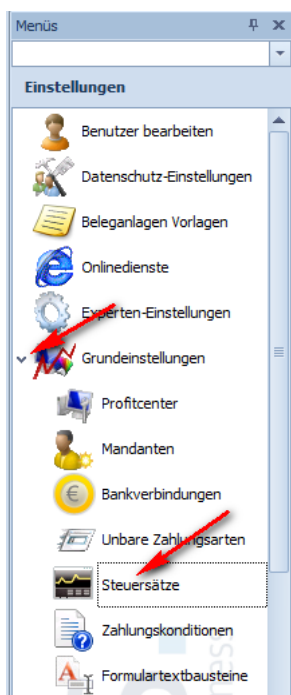 Menüs
Einstellungen
Benutzer bearbeiten
Datenschutz-Einstellungen
Beleganlagen Vorlagen
Onlinedienste
Experten-Einstellungen
Grundeinstellungen
Profitcenter
Mandanten
Bankverbindungen
Unbare Zahlungsarten
Steuersätze
Zahlungskonditionen
Formulartextbausteine